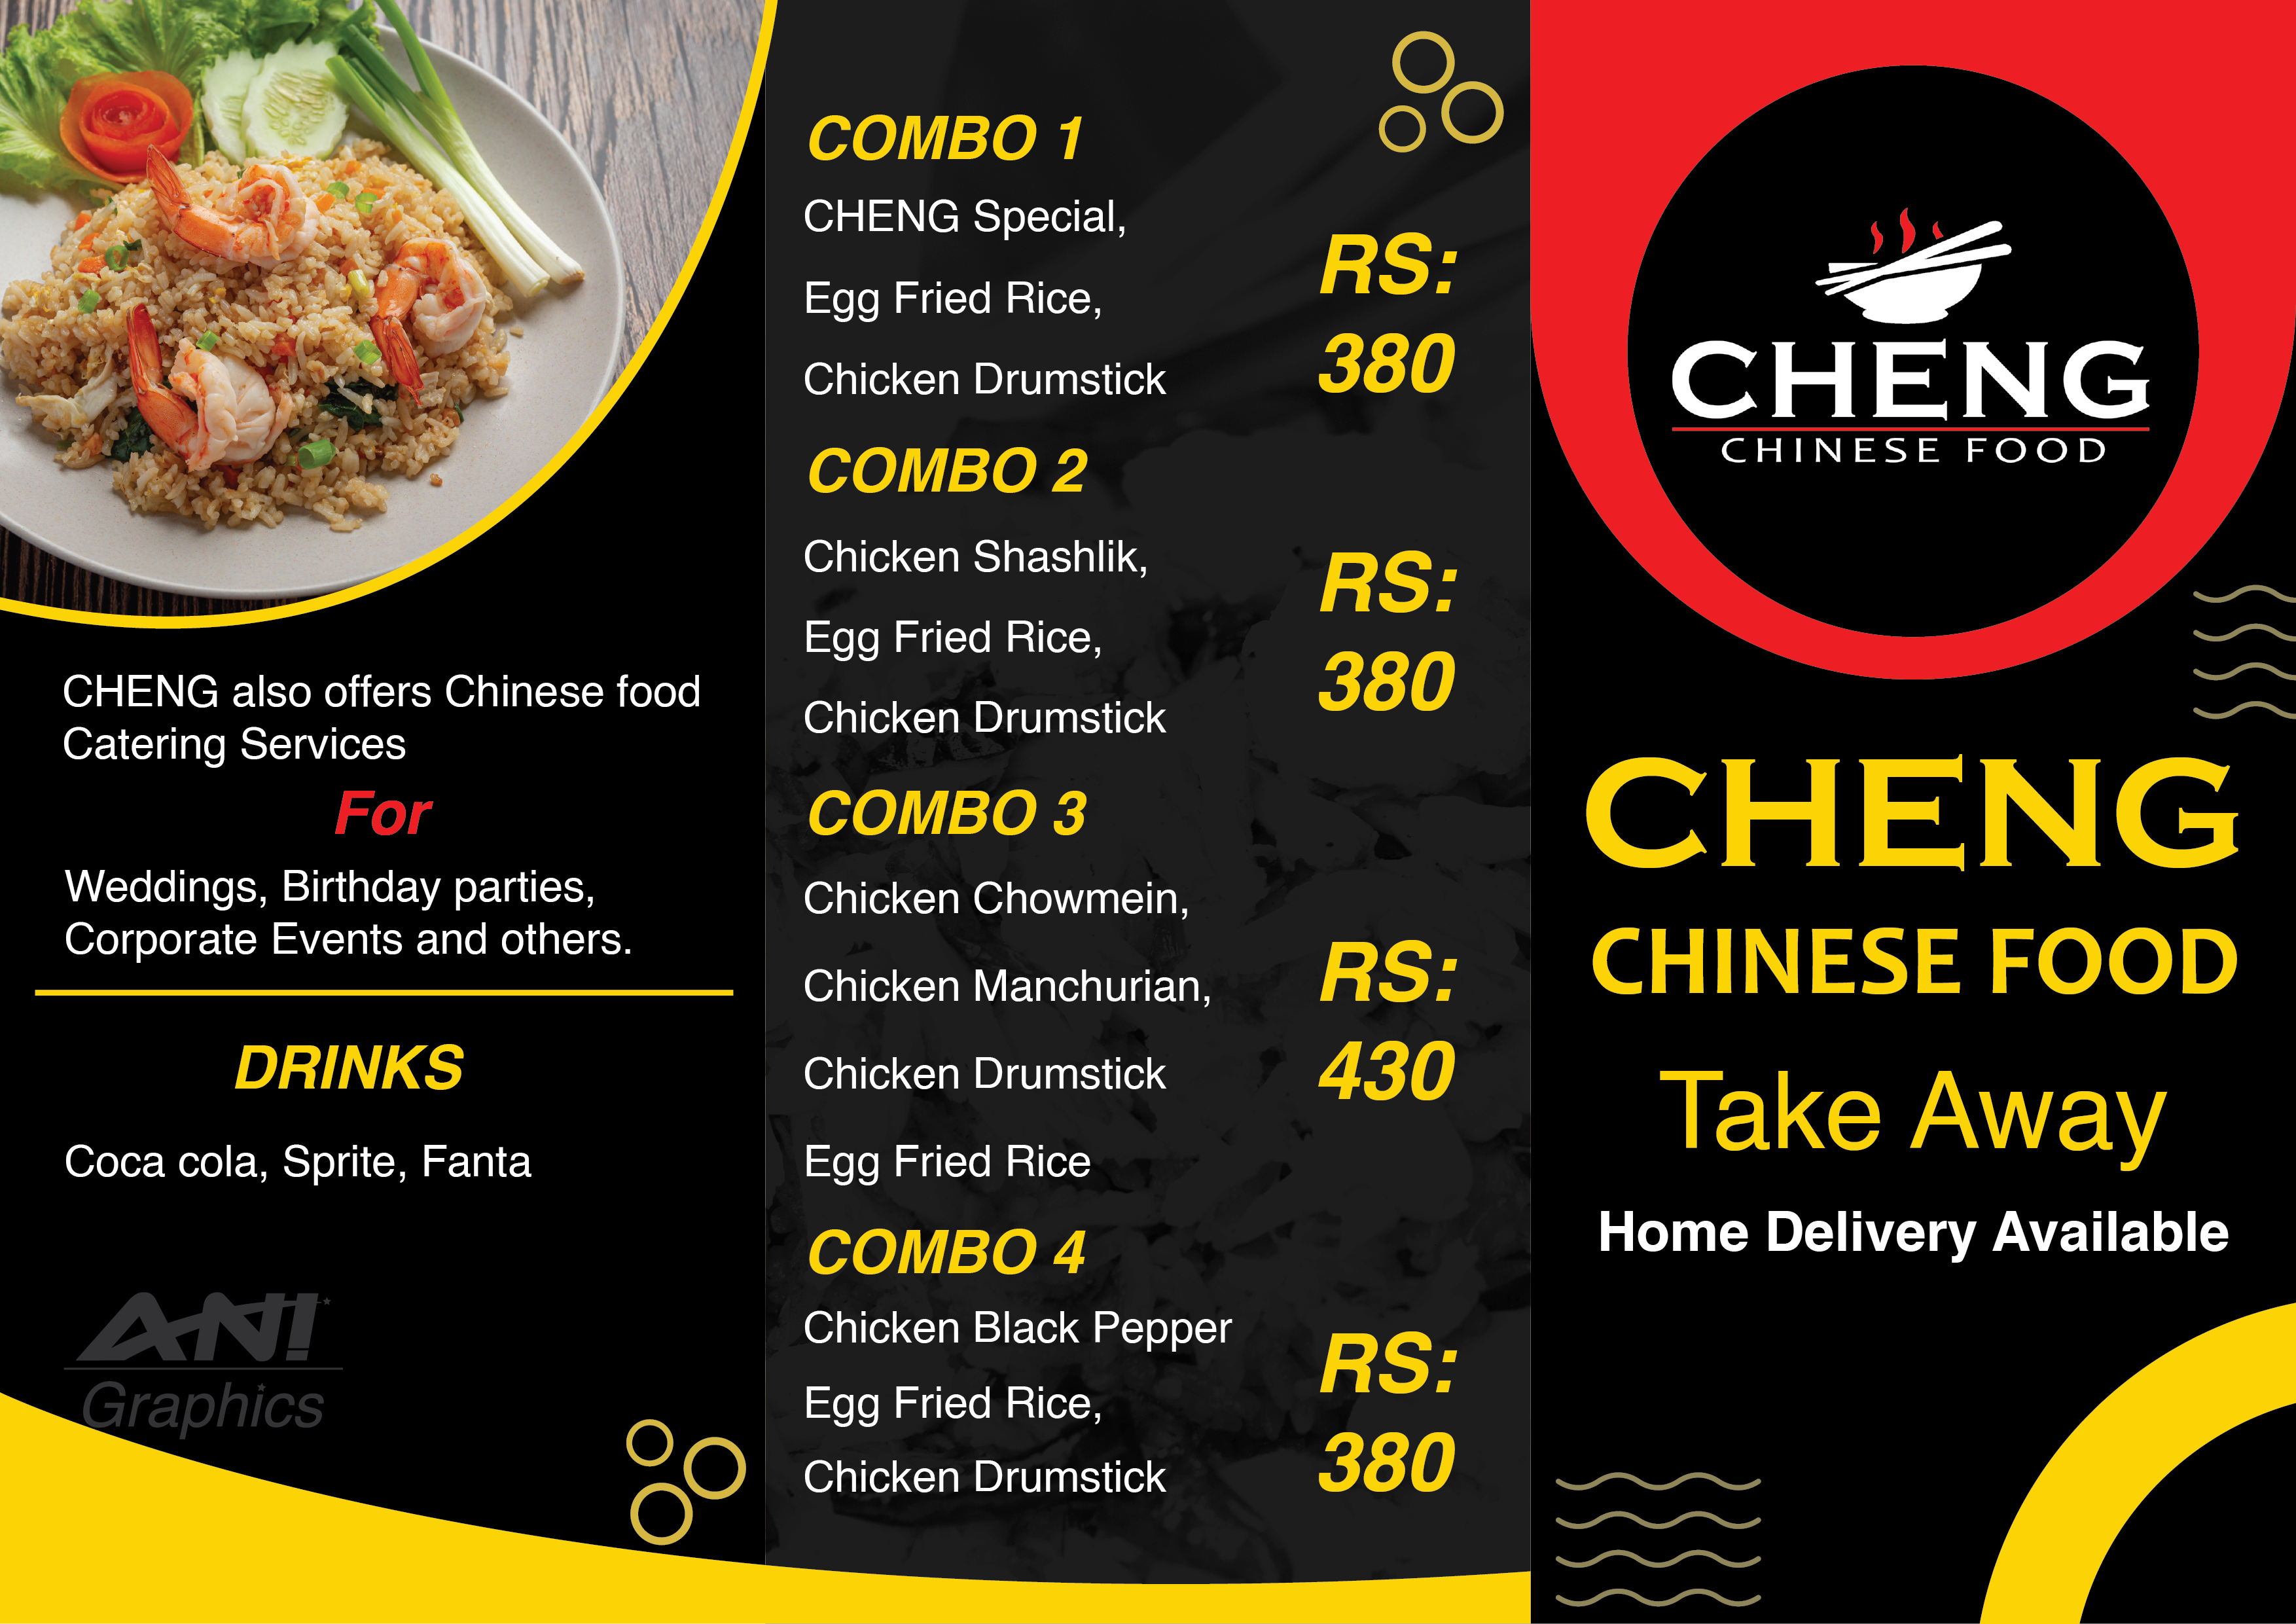 CHENG also offers Chinese food
Catering Services
For
Weddings, Birthday parties,
Corporate Events and others.
DRINKS
Coca cola, Sprite, Fanta
ANI
Graphics
COMBO 1
CHENG Special,
Egg Fried Rice,
Chicken Drumstick
RS:
380
COMBO 2
Chicken Shashlik,
Egg Fried Rice,
Chicken Drumstick
RS:
380
COMBO 3
Chicken Chowmein,
Chicken Manchurian,
Chicken Drumstick
Egg Fried Rice
RS:
430
COMBO 4
Chicken Black Pepper
Egg Fried Rice,
Chicken Drumstick
RS:
380
CHENG
CHINESE FOOD
CHENG
CHINESE FOOD
Take Away
Home Delivery Available